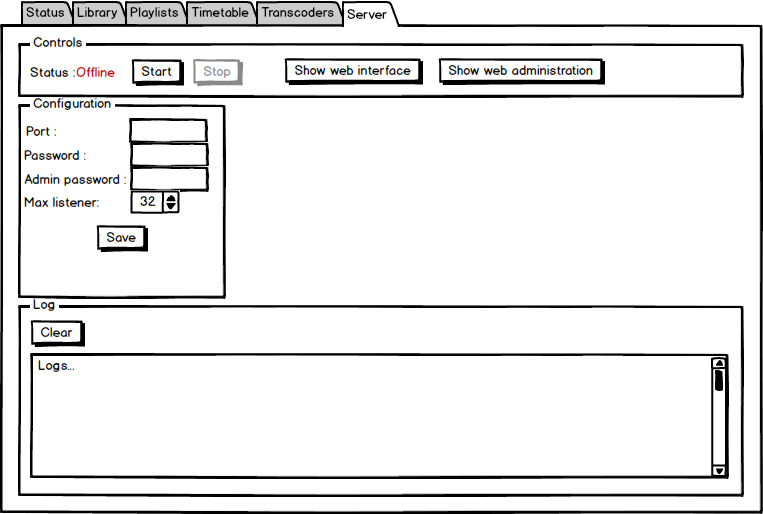 Status Library Playlists Timetable Transcoders Server
Controls
Status :Offline Start Stop Show web interface Show web administration
Configuration
Port :
Password :
Admin password :
Max listener: 32
Save
Log
Clear
Logs...